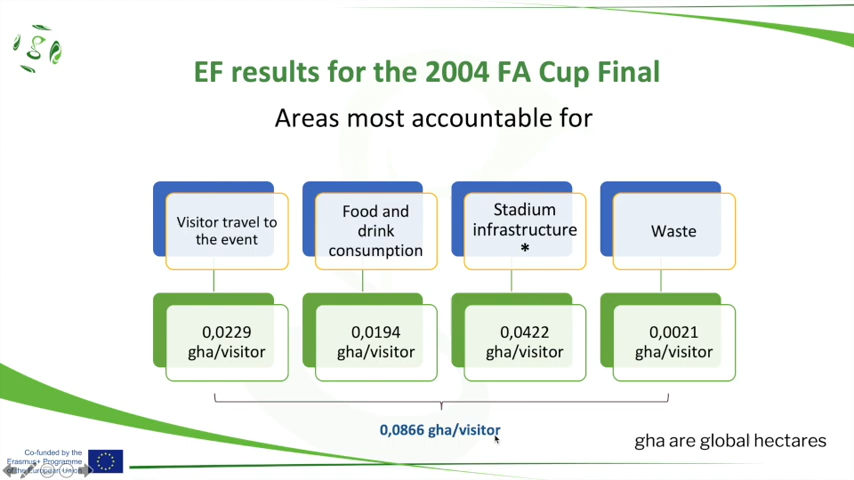 EF results for the 2004 FA Cup Final
Areas most accountable for
Visitor travel to
the event
Food and
drink
consumption
Stadium
infrastructure
*
Waste
0,0229
gha/visitor
0,0194
gha/visitor
0,0422
gha/visitor
0,0021
gha/visitor
0,0866 gha/visitor
gha are global hectares
Co-funded by the
Erasmus+ Programme
of the European Union